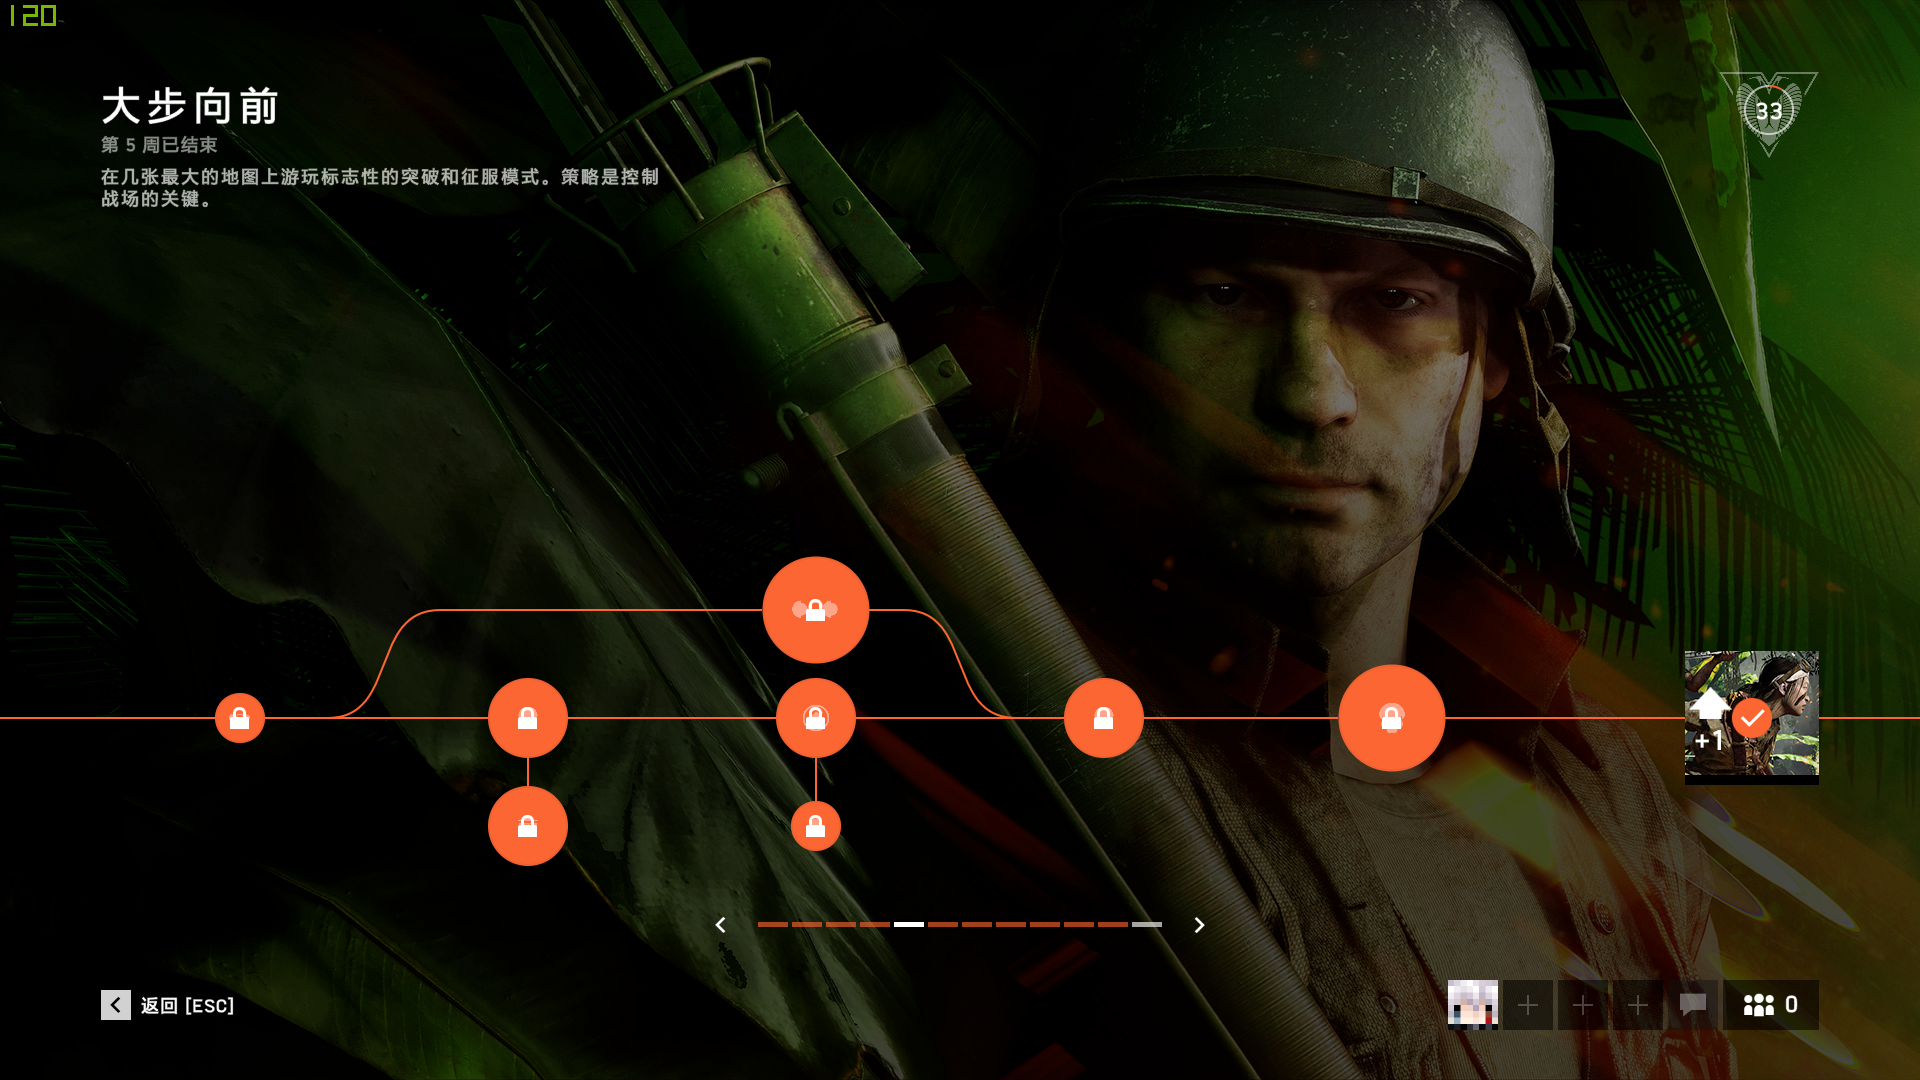 120
大步向前
第 5 周已结束
在几张最大的地图上游玩标志性的突破和征服模式。策略是控制
战场的关键。
33
+1
返回 [ESC]
0